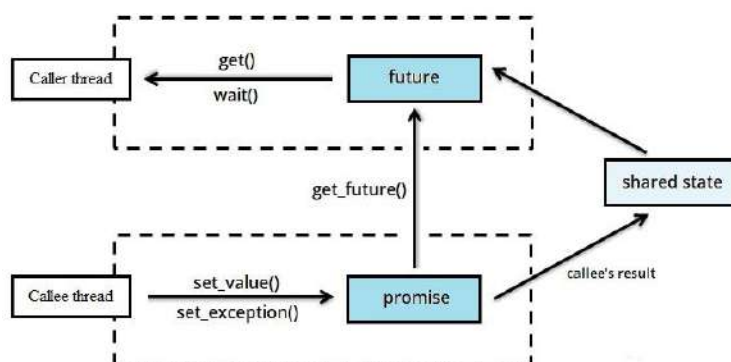 get()
Caller thread
future
wait()
shared state
get_future()
callee's result
set_value()
Callee thread
promise
set_exception()